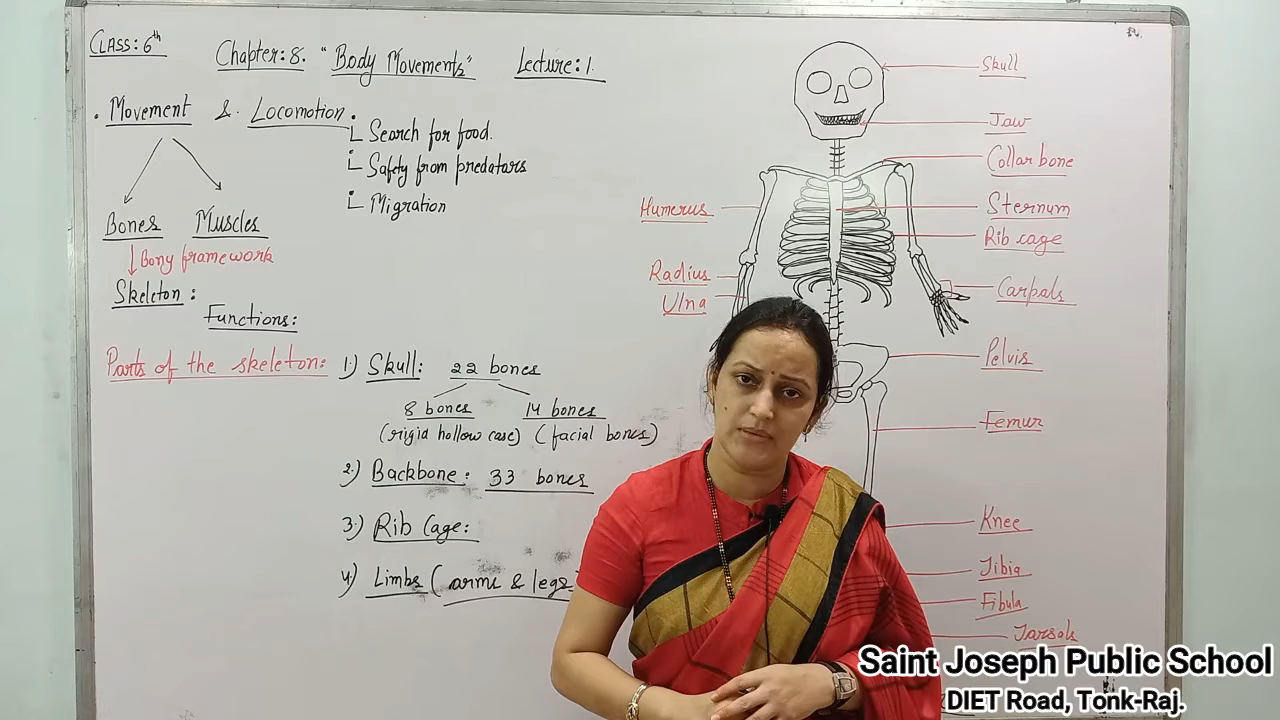 CLASS: 6th
Chapter: 8. "Body Movements" Lecture: 1.
. Movement & Locomotion.
Search for food.
Safety from predatars
Migration
Bones Muscles
Bony framework
Skeleton:
Functions:
Parts of the skeleton:
1) Skull: 22 bones
8 bones 14 bones
(rigid hollow case) (facial bones)
2.) Backbone: 33 bones
3.) Rib Cage:
4) Limbs (arms & legs
Skull
Jaw
Collar bone
Humerus
Sternum
Rib cage
Radius
Ulna
Carpals
Pelvis
Femur
Knee
Tibia
Fibula
Tarsals
Saint Joseph Public School
DIET Road, Tonk-Raj.